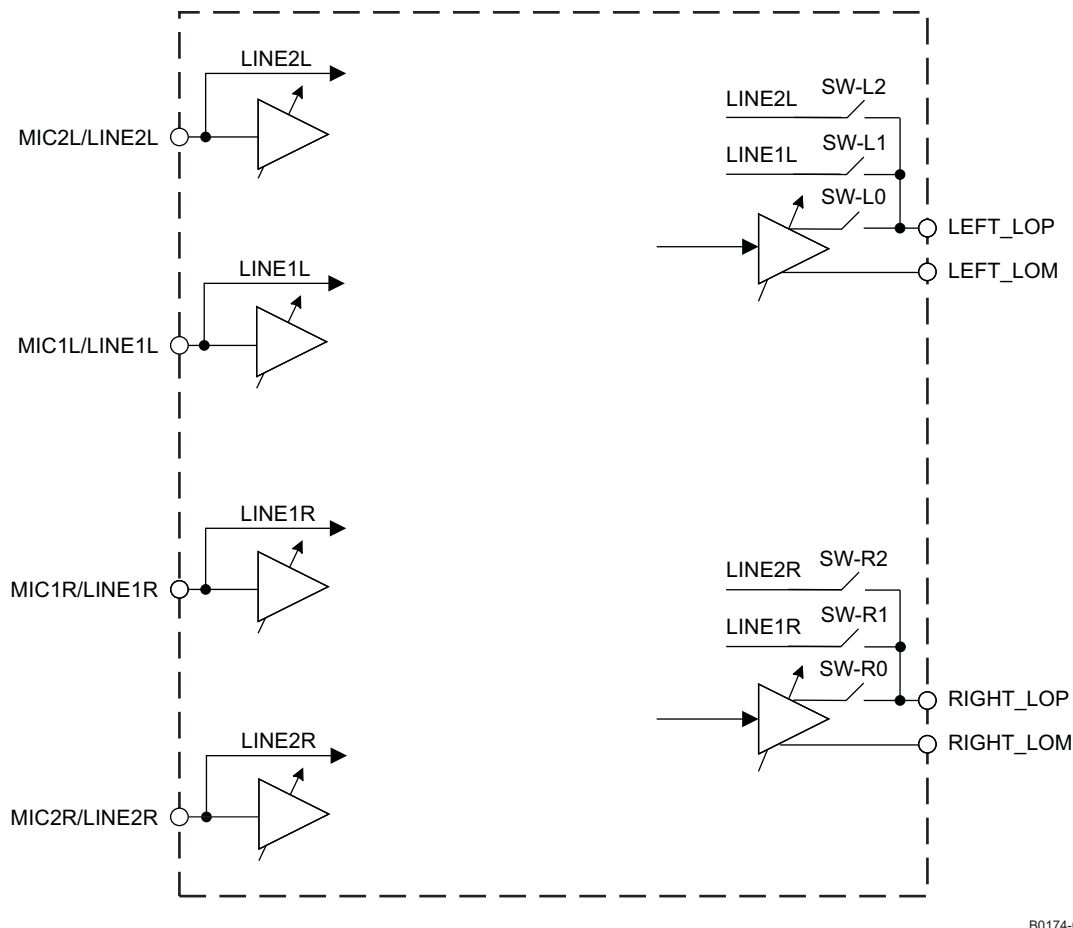 LINE2L
MIC2L/LINE2L
LINE1L
MIC1L/LINE1L
LINE1R
MIC1R/LINE1R
LINE2R
MIC2R/LINE2R
LINE2L
SW-L2
LINE1L
SW-L1
SW-L0
LEFT_LOP
LEFT_LOM
LINE2R
SW-R2
LINE1R
SW-R1
SW-R0
RIGHT_LOP
RIGHT_LOM